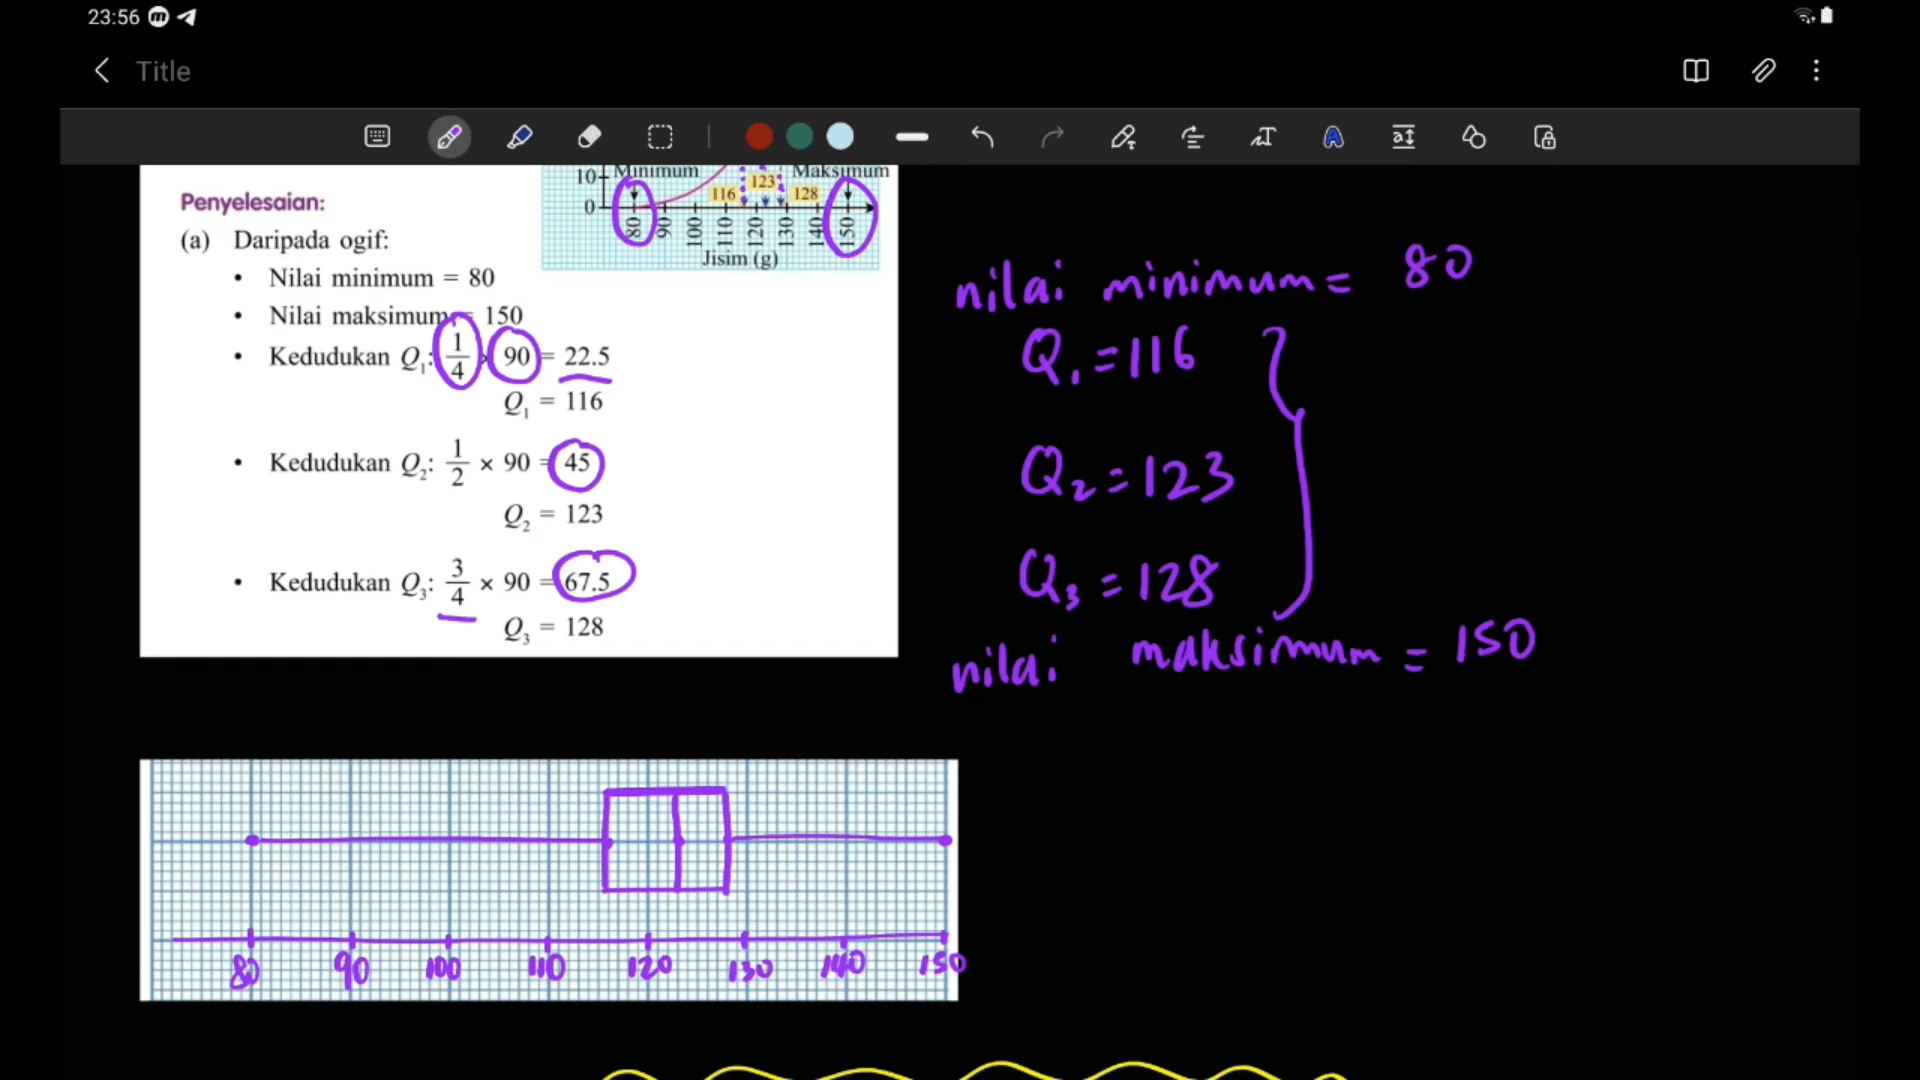 23:56
Title
10 Minimum Maksimum
116 123 128
0
80 90 100 110 120 130 140 150
Jisim (g)
Penyelesaian:
(a) Daripada ogif:
• Nilai minimum = 80
• Nilai maksimum = 150
• Kedudukan Q₁: 1/4 × 90 = 22.5
Q₁ = 116
• Kedudukan Q₂: 1/2 × 90 = 45
Q₂ = 123
• Kedudukan Q₃: 3/4 × 90 = 67.5
Q₃ = 128
nilai minimum = 80
Q₁ = 116
Q₂ = 123
Q₃ = 128
nilai maksimum = 150
80 90 100 110 120 130 140 150